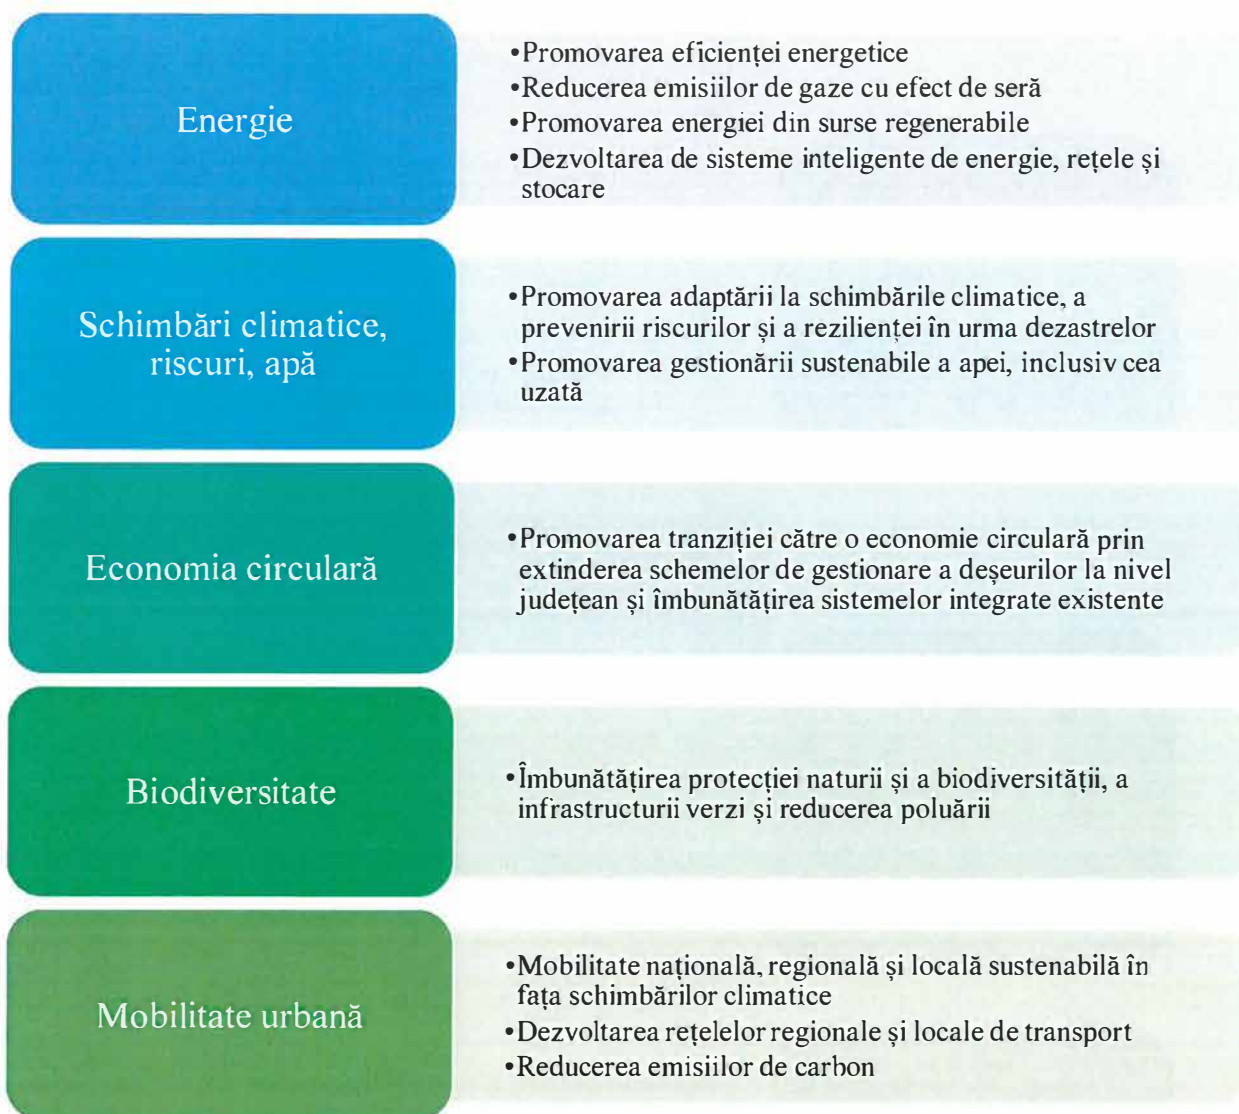 Energie
•Promovarea eficienței energetice
•Reducerea emisiilor de gaze cu efect de seră
•Promovarea energiei din surse regenerabile
•Dezvoltarea de sisteme inteligente de energie, rețele și
stocare
Schimbări climatice,
riscuri, apă
•Promovarea adaptării la schimbările climatice, a
prevenirii riscurilor și a rezilienței în urma dezastrelor
•Promovarea gestionării sustenabile a apei, inclusiv cea
uzată
Economia circulară
•Promovarea tranziției către o economie circulară prin
extinderea schemelor de gestionare a deșeurilor la nivel
județean și îmbunătățirea sistemelor integrate existente
Biodiversitate
•Îmbunătățirea protecției naturii și a biodiversității, a
infrastructurii verzi și reducerea poluării
Mobilitate urbană
•Mobilitate națională, regională și locală sustenabilă în
fața schimbărilor climatice
•Dezvoltarea rețelelor regionale și locale de transport
•Reducerea emisiilor de carbon